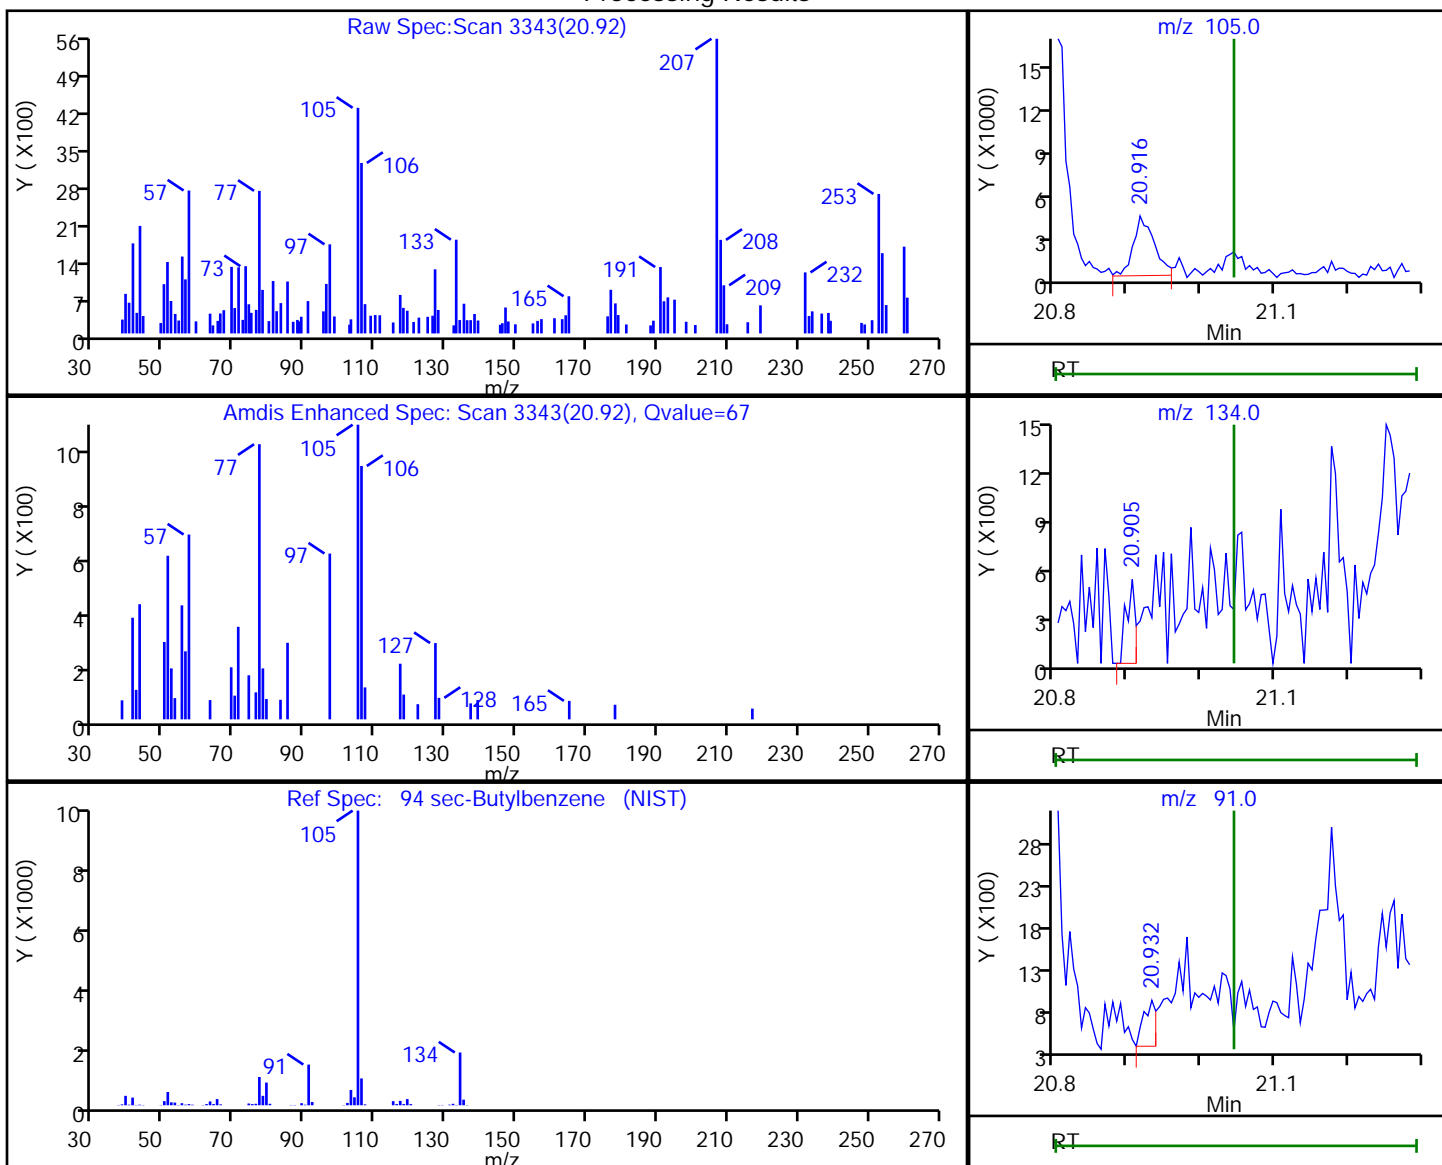 Processing Results
Raw Spec:Scan 3343(20.92)
Y ( X100)
56
49
42
35
28
21
14
7
0
57
77
73
97
105
106
133
165
191
207
208
209
232
253
30 50 70 90 110 130 150 170 190 210 230 250 270
m/z
m/z 105.0
Y ( X1000)
15
12
9
6
3
0
20.916
20.8 21.1
Min
RT
Amdis Enhanced Spec: Scan 3343(20.92), Qvalue=67
Y ( X100)
10
8
6
4
2
0
57
77
97
105
106
127
128
165
30 50 70 90 110 130 150 170 190 210 230 250 270
m/z
m/z 134.0
Y ( X100)
15
12
9
6
3
0
20.905
20.8 21.1
Min
RT
Ref Spec: 94 sec-Butylbenzene (NIST)
Y ( X1000)
10
8
6
4
2
0
91
105
134
30 50 70 90 110 130 150 170 190 210 230 250 270
m/z
m/z 91.0
Y ( X100)
28
23
18
13
8
3
20.932
20.8 21.1
Min
RT